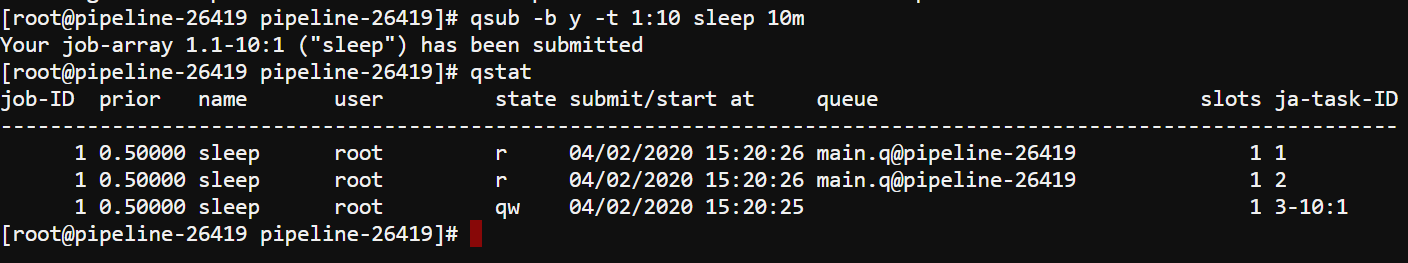 [root@pipeline-26419 pipeline-26419]# qsub -b y -t 1:10 sleep 10m
Your job-array 1.1-10:1 ("sleep") has been submitted
[root@pipeline-26419 pipeline-26419]# qstat
job-ID  prior   name       user         state submit/start at     queue                          slots ja-task-ID
-----------------------------------------------------------------------------------------------------------------
      1 0.50000 sleep      root         r     04/02/2020 15:20:26 main.q@pipeline-26419              1 1
      1 0.50000 sleep      root         r     04/02/2020 15:20:26 main.q@pipeline-26419              1 2
      1 0.50000 sleep      root         qw    04/02/2020 15:20:25                                    1 3-10:1
[root@pipeline-26419 pipeline-26419]#